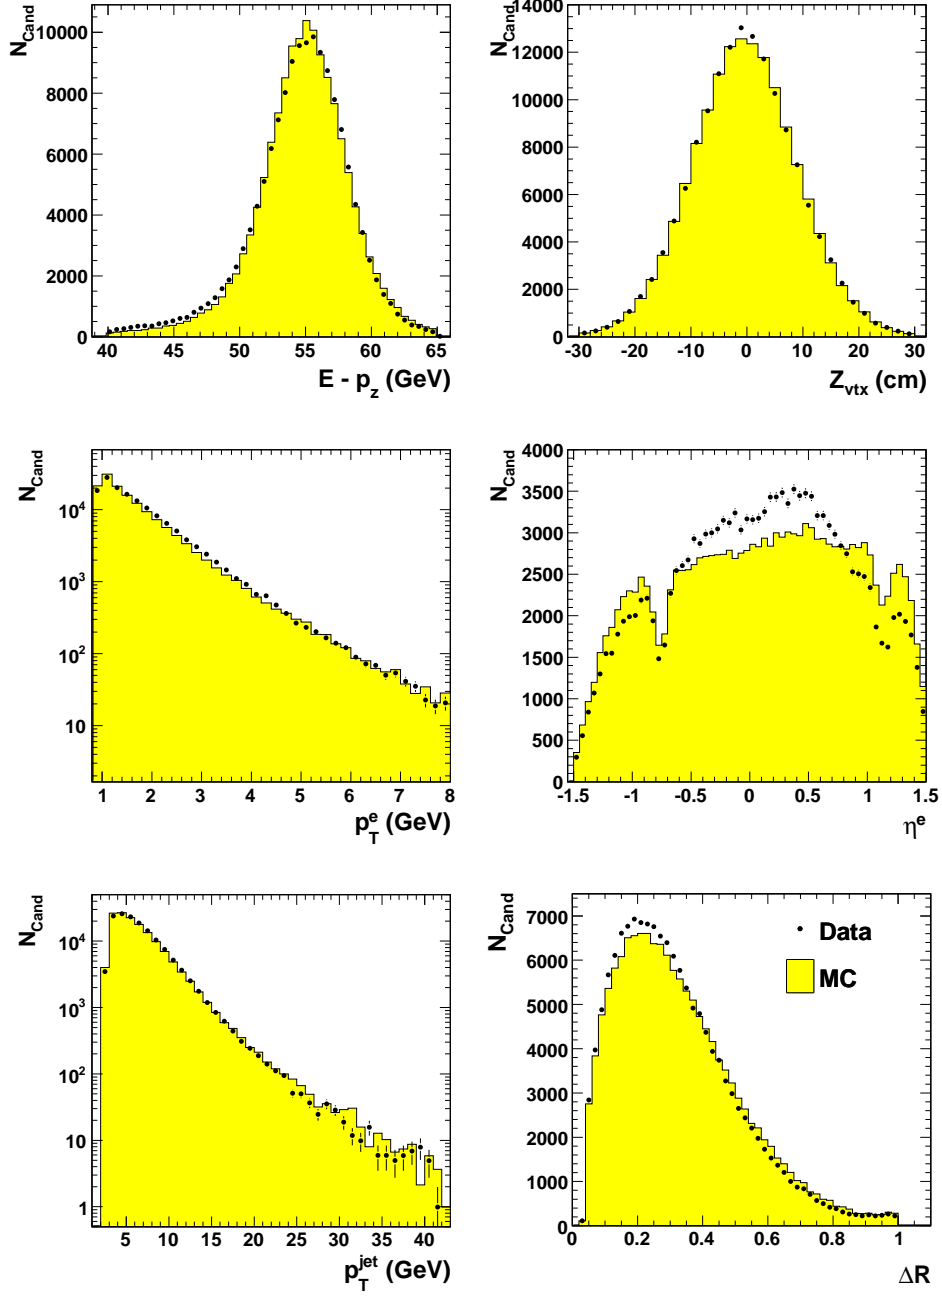 N_Cand
10000
8000
6000
4000
2000
0
40 45 50 55 60 65
E - p_z (GeV)
N_Cand
14000
12000
10000
8000
6000
4000
2000
0
-30 -20 -10 0 10 20 30
Z_vtx (cm)
N_Cand
10^4
10^3
10^2
10
1 2 3 4 5 6 7 8
p_T^e (GeV)
N_Cand
4000
3500
3000
2500
2000
1500
1000
500
0
-1.5 -1 -0.5 0 0.5 1 1.5
η^e
N_Cand
10^4
10^3
10^2
10
1
5 10 15 20 25 30 35 40
p_T^jet (GeV)
N_Cand
7000
6000
5000
4000
3000
2000
1000
0
0 0.2 0.4 0.6 0.8 1
ΔR
Data
MC